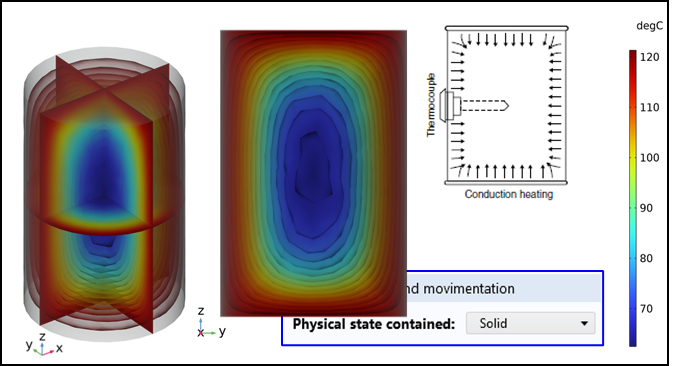 degC
120
110
100
90
80
70
Thermocouple
Conduction heating
z
y
x
z
x
y
nd movimentation
Physical state contained:
Solid